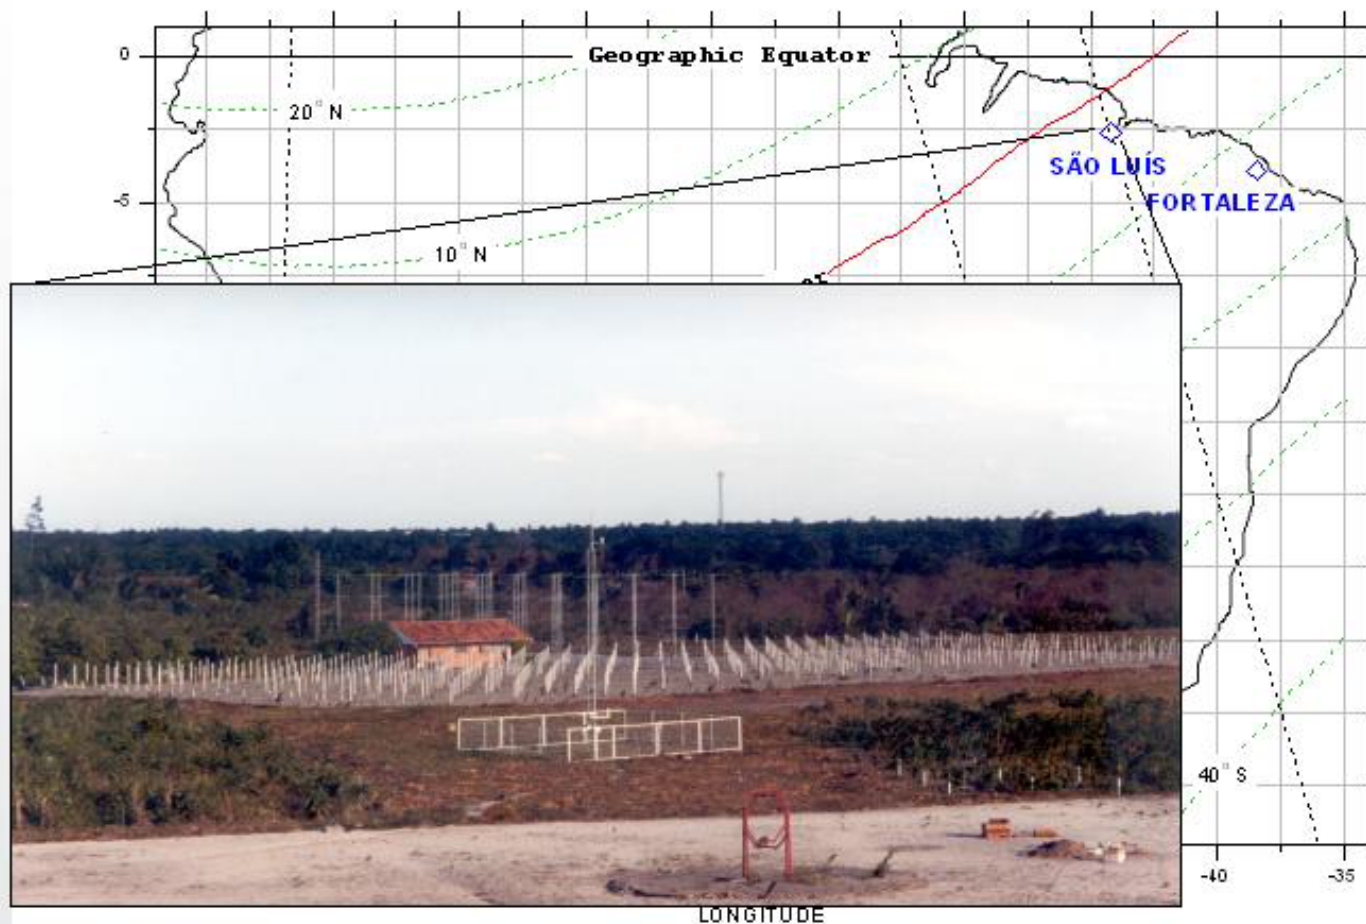 0
Geographic Equator
20° N
SÃO LUÍS
-5
FORTALEZA
10° N
40° S
-40
-35
LONGITUDE